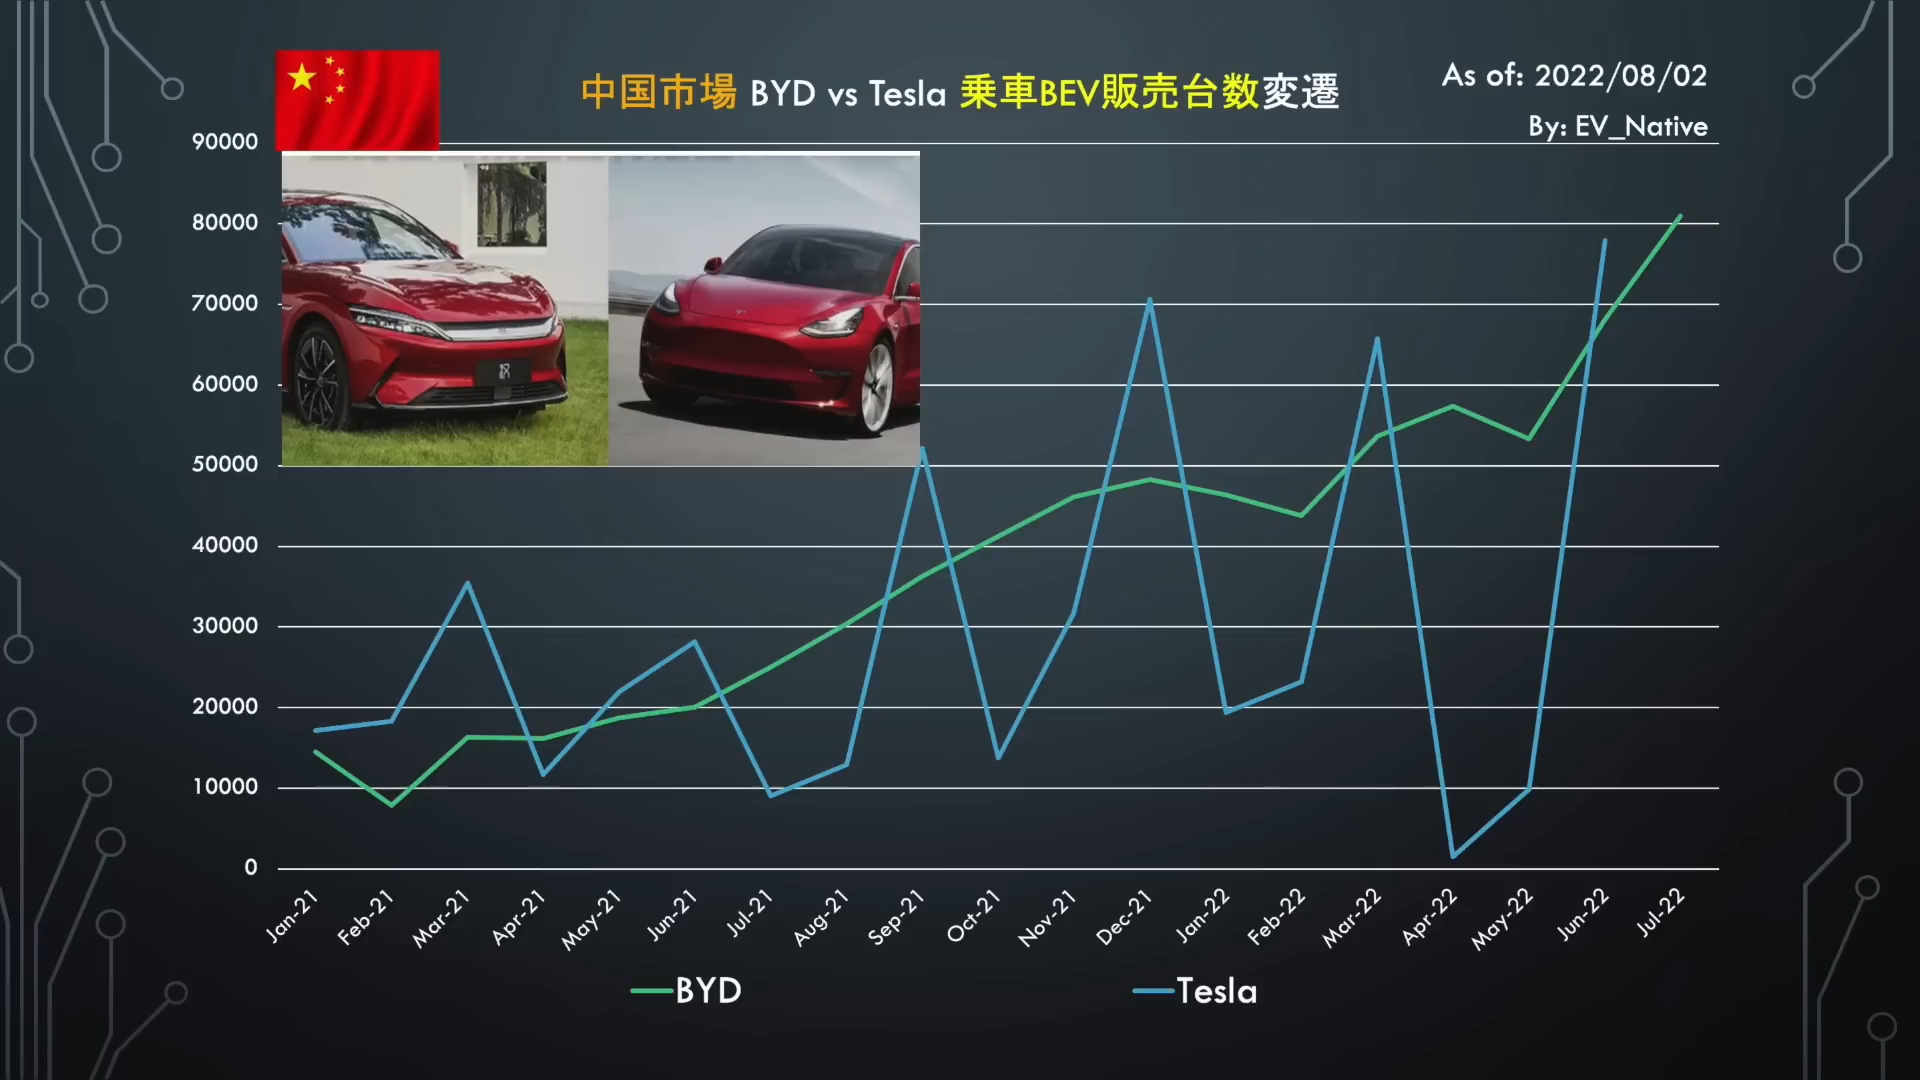 中国市場 BYD vs Tesla 乗車BEV販売台数変遷
As of: 2022/08/02
By: EV_Native
90000
80000
70000
60000
50000
40000
30000
20000
10000
0
Jan-21
Feb-21
Mar-21
Apr-21
May-21
Jun-21
Jul-21
Aug-21
Sep-21
Oct-21
Nov-21
Dec-21
Jan-22
Feb-22
Mar-22
Apr-22
May-22
Jun-22
Jul-22
BYD
Tesla